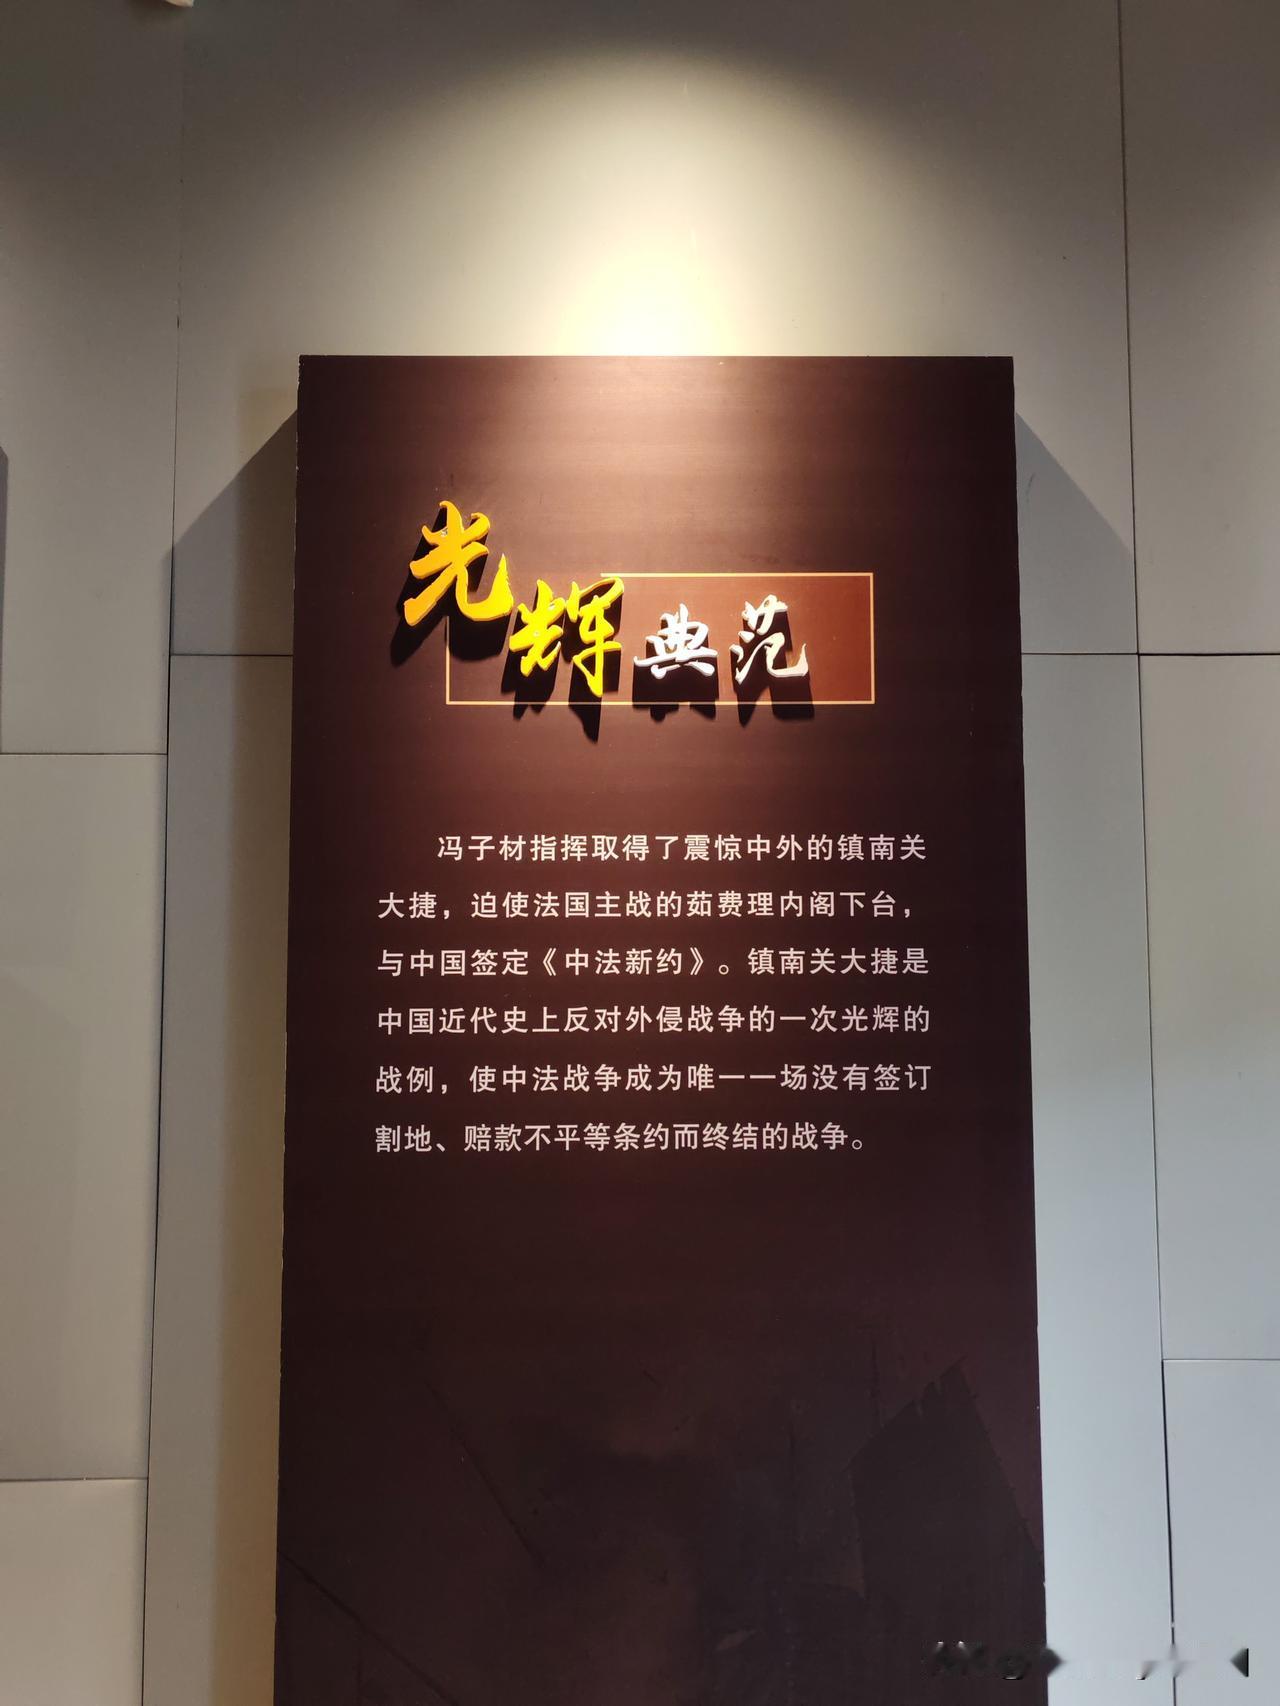 光辉典范
冯子材指挥取得了震惊中外的镇南关
大捷，迫使法国主战的茹费理内阁下台，
与中国签定《中法新约》。镇南关大捷是
中国近代史上反对外侵战争的一次光辉的
战例，使中法战争成为唯一一场没有签订
割地、赔款不平等条约而终结的战争。